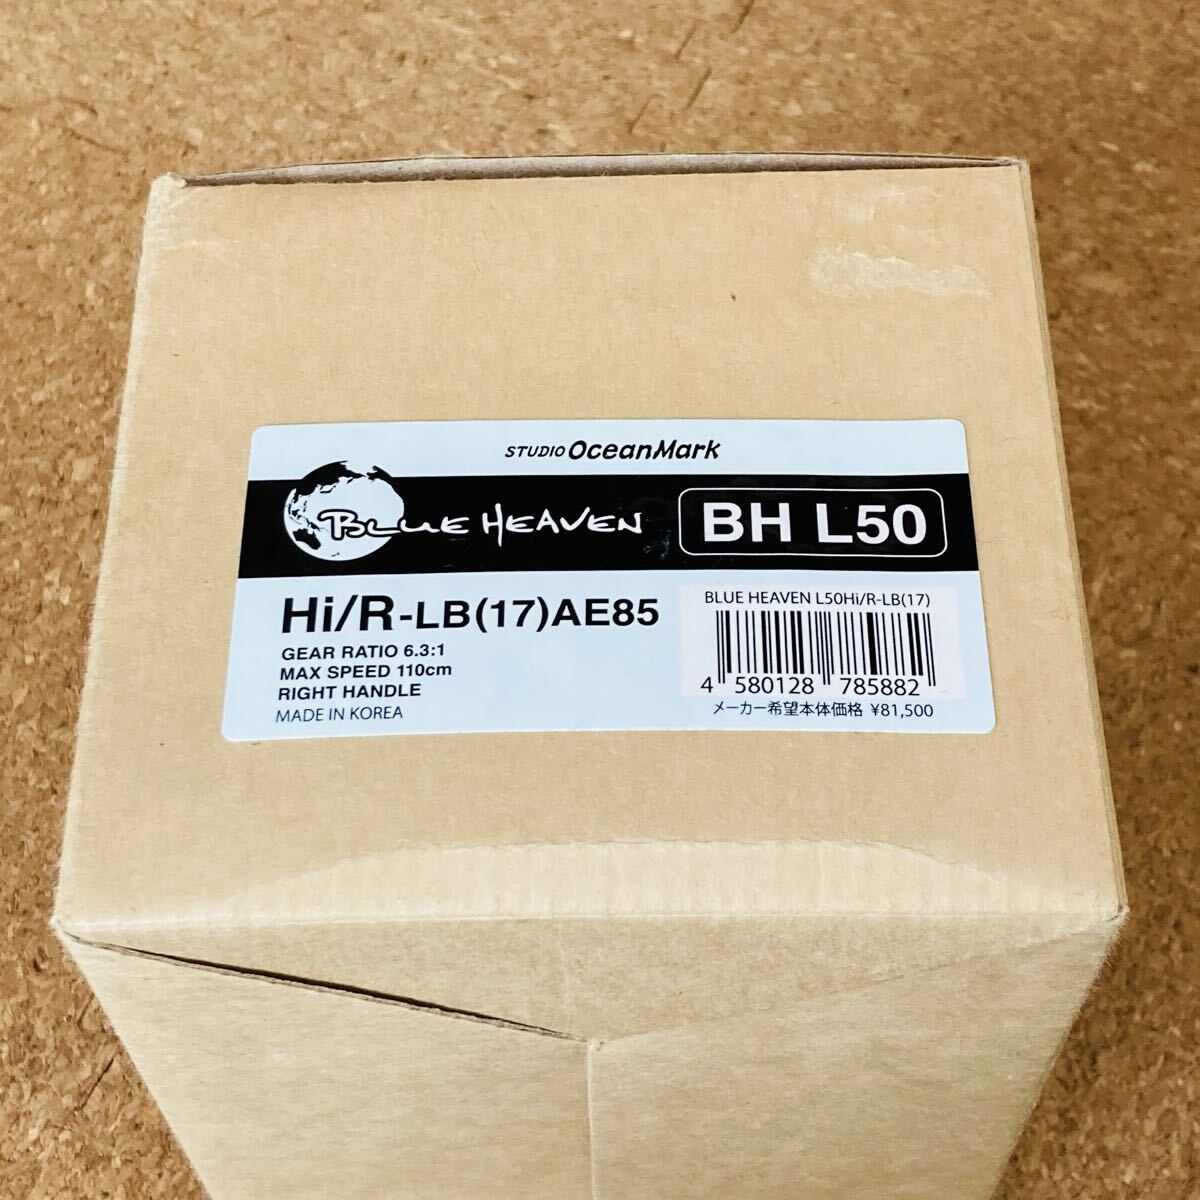 STUDIO OceanMark
BLUE HEAVEN
BH L50
Hi/R-LB(17)AE85
GEAR RATIO 6.3:1
MAX SPEED 110cm
RIGHT HANDLE
MADE IN KOREA
BLUE HEAVEN L50Hi/R-LB(17)
4 580128 785882
メーカー希望本体価格 ¥81,500